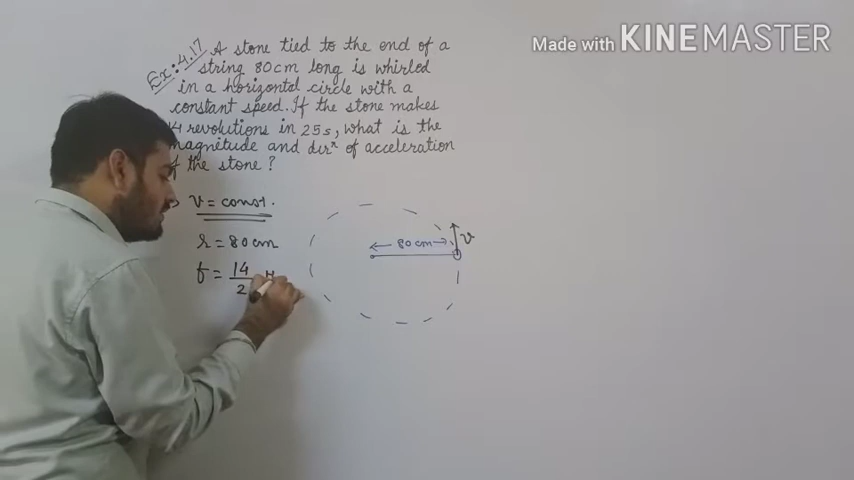 Made with KINEMASTER
Ex:4.17 A stone tied to the end of a
string 80cm long is whirled
in a horizontal circle with a
constant speed. If the stone makes
14 revolutions in 25s, what is the
magnitude and dirⁿ of acceleration
of the stone?
v = const.
r = 80 cm
80cm
v
f = 14/2 H